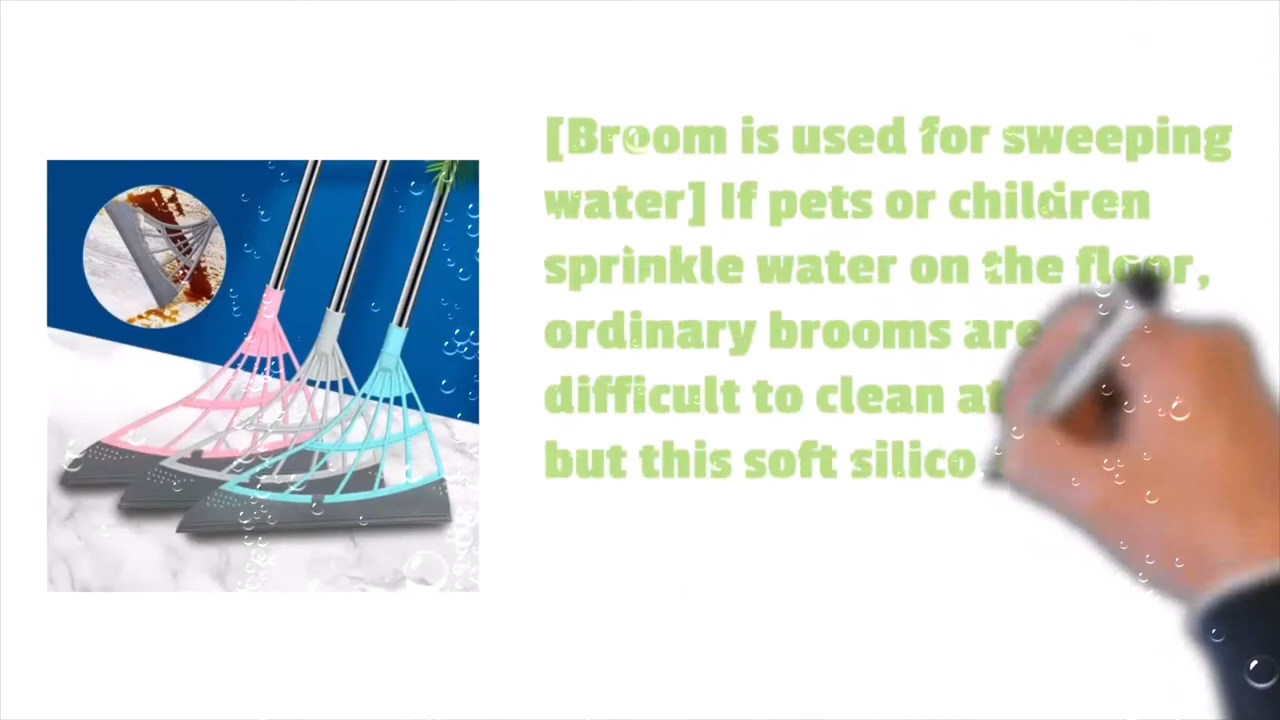 [Broom is used for sweeping
water] If pets or children
sprinkle water on the floor,
ordinary brooms are
difficult to clean at
but this soft silico